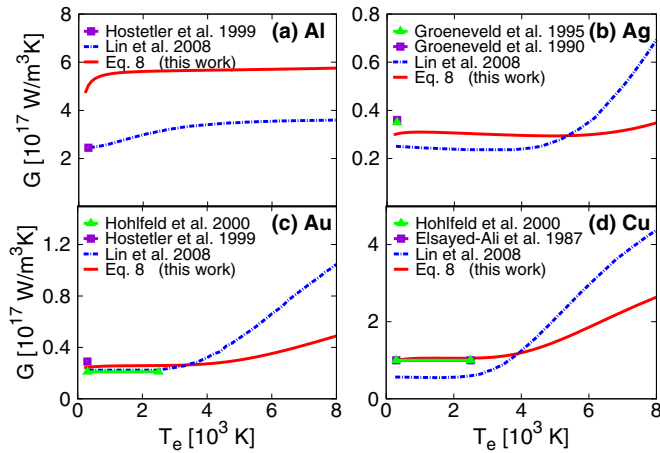 (a) Al
Hostetler et al. 1999
Lin et al. 2008
Eq. 8 (this work)
8
6
4
2
G [10^17 W/m^3K]
(b) Ag
Groeneveld et al. 1995
Groeneveld et al. 1990
Lin et al. 2008
Eq. 8 (this work)
0.8
0.6
0.4
0.2
(c) Au
Hohlfeld et al. 2000
Hostetler et al. 1999
Lin et al. 2008
Eq. 8 (this work)
1.2
0.8
0.4
0
G [10^17 W/m^3K]
0 2 4 6 8
T_e [10^3 K]
(d) Cu
Hohlfeld et al. 2000
Elsayed-Ali et al. 1987
Lin et al. 2008
Eq. 8 (this work)
4
2
0
0 2 4 6 8
T_e [10^3 K]